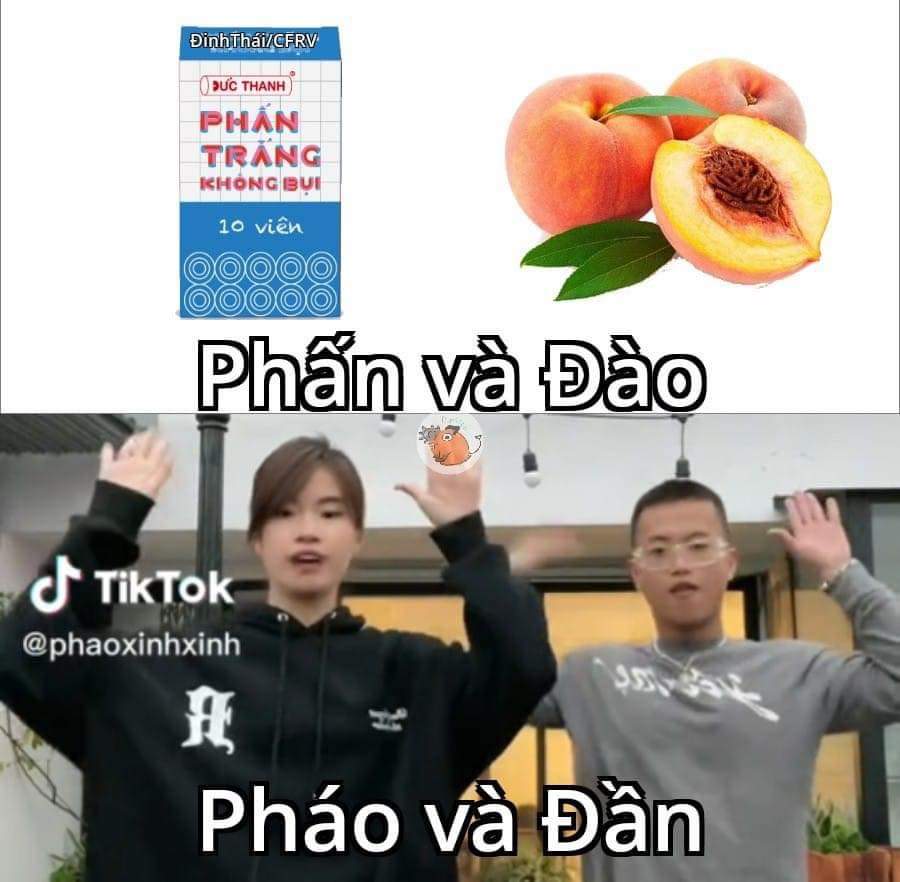 ĐinhThái/CFRV
ĐỨC THANH
PHẤN
TRẮNG
KHÔNG BỤI
10 viên
Phấn và Đào
TikTok
@phaoxinhxinh
Pháo và Đần